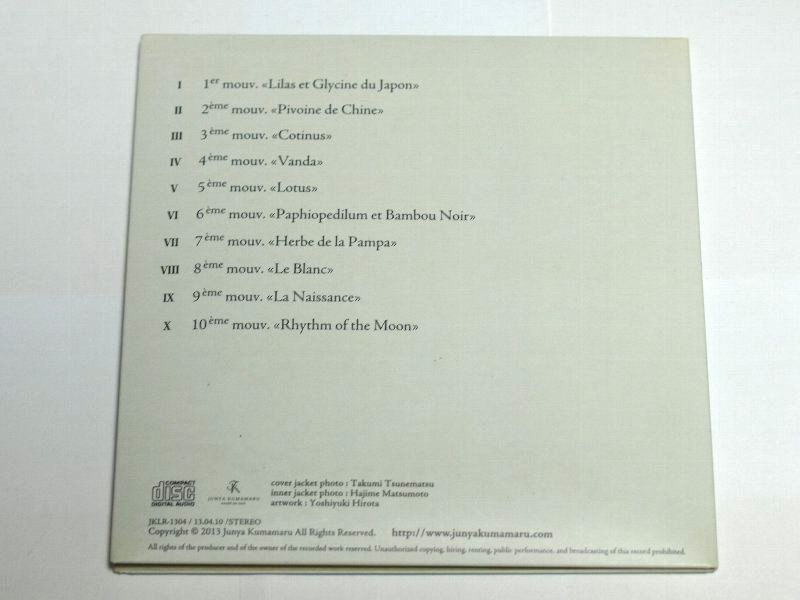 I 1er mouv. «Lilas et Glycine du Japon»
II 2ème mouv. «Pivoine de Chine»
III 3ème mouv. «Cotinus»
IV 4ème mouv. «Vanda»
V 5ème mouv. «Lotus»
VI 6ème mouv. «Paphiopedilum et Bambou Noir»
VII 7ème mouv. «Herbe de la Pampa»
VIII 8ème mouv. «Le Blanc»
IX 9ème mouv. «La Naissance»
X 10ème mouv. «Rhythm of the Moon»
COMPACT
disc
DIGITAL AUDIO
JUNYA KUMAMARU
cover jacket photo : Takumi Tsunematsu
inner jacket photo : Hajime Matsumoto
artwork : Yoshiyuki Hirota
JKLR-1304 / 13.04.10 /STEREO
Copyright © 2013 Junya Kumamaru All Rights Reserved. http://www.junyakumamaru.com
All rights of the producer and of the owner of the recorded work reserved. Unauthorized copying, hiring, renting, public performance, and broadcasting of this record prohibited.